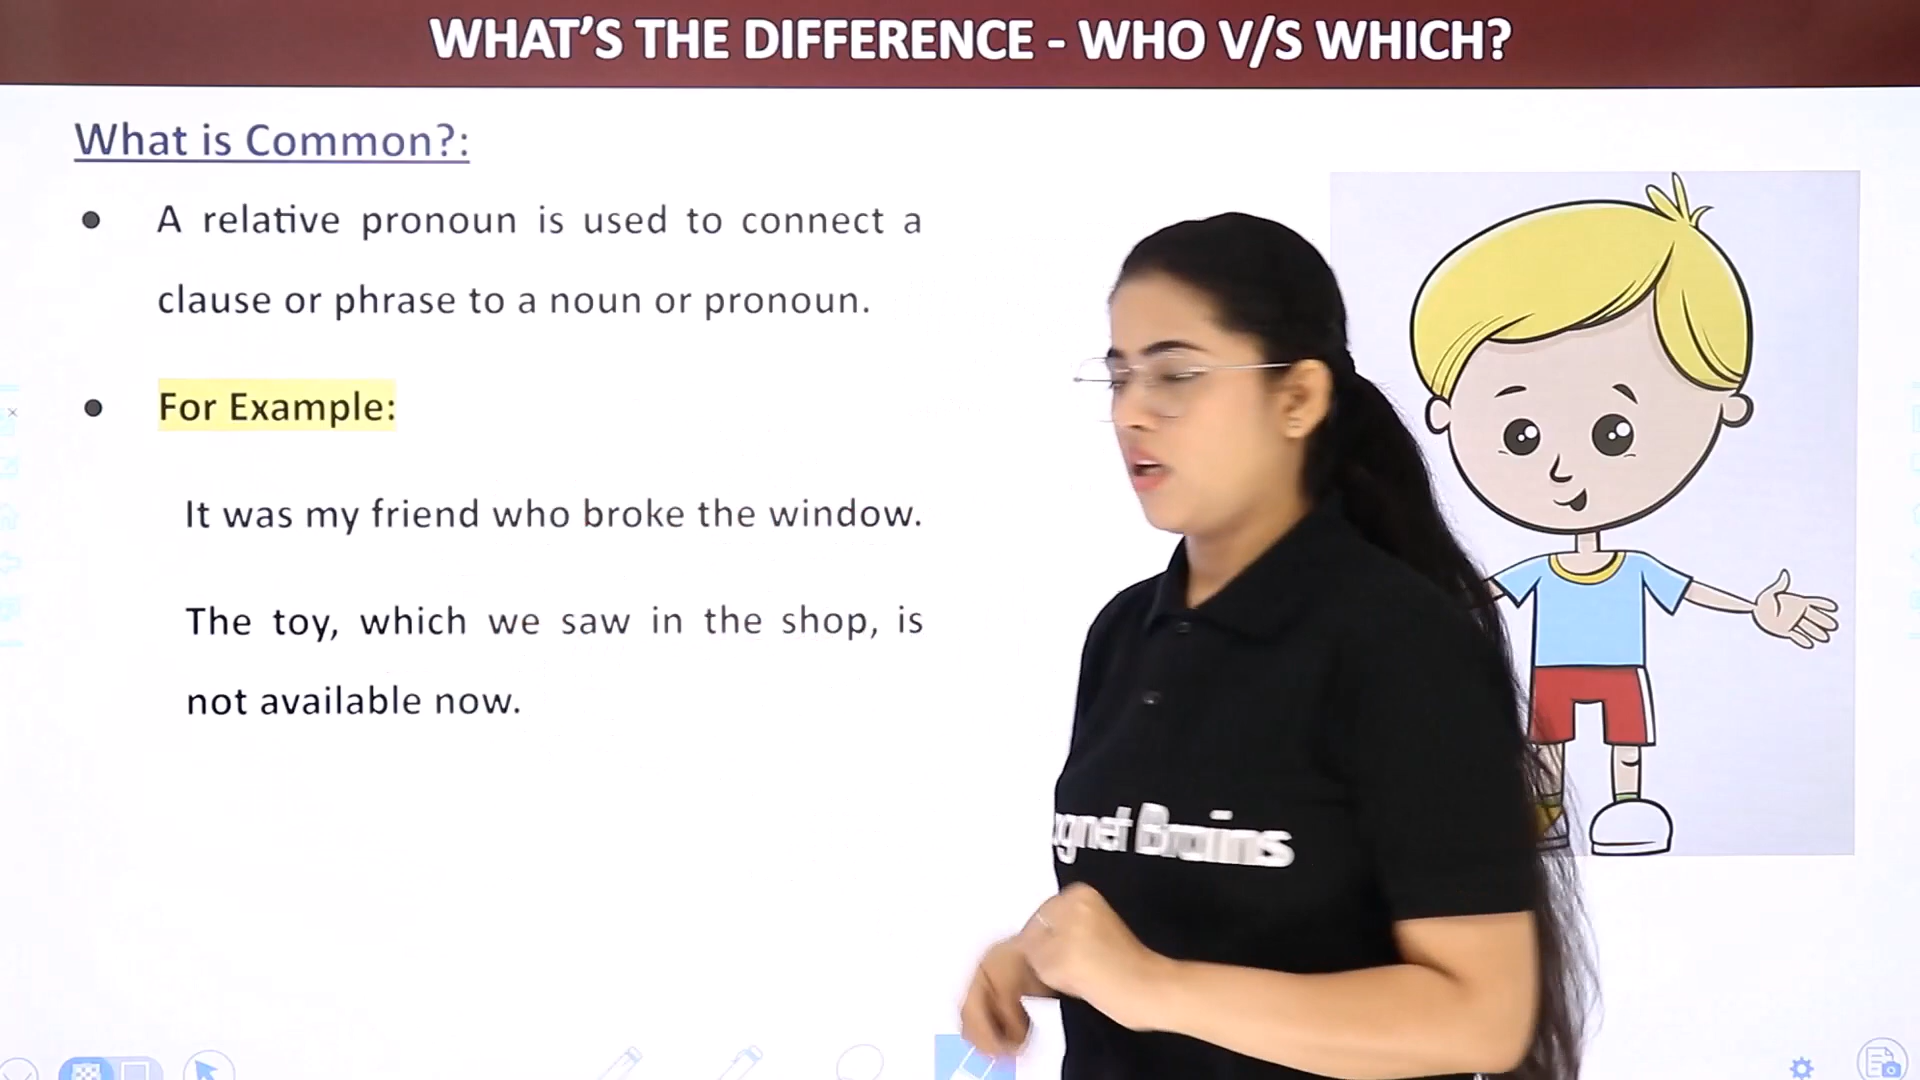 WHAT'S THE DIFFERENCE - WHO V/S WHICH?
What is Common?:
● A relative pronoun is used to connect a
clause or phrase to a noun or pronoun.
● For Example:
It was my friend who broke the window.
The toy, which we saw in the shop, is
not available now.
Brains